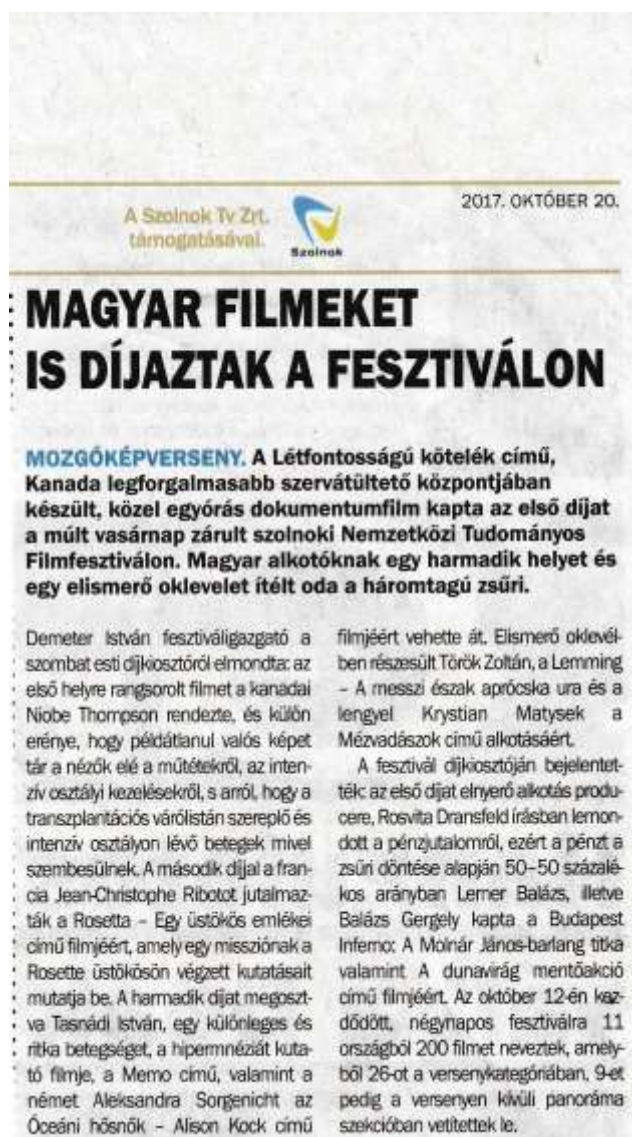 A Szolnok Tv Zrt.
támogatásával.
Szolnok
2017. OKTÓBER 20.
MAGYAR FILMEKET
IS DÍJAZTAK A FESZTIVÁLON
MOZGÓKÉPVERSENY. A Létfontosságú kötelék című,
Kanada legforgalmasabb szervátültető központjában
készült, közel egyórás dokumentumfilm kapta az első díjat
a múlt vasárnap zárult szolnoki Nemzetközi Tudományos
Filmfesztiválon. Magyar alkotóknak egy harmadik helyet és
egy elismerő oklevelet ítélt oda a háromtagú zsűri.
Demeter István fesztiváligazgató a
szombat esti díjkiosztóról elmondta: az
első helyre rangsorolt filmet a kanadai
Niobe Thompson rendezte, és külön
erénye, hogy példátlanul valós képet
tár a nézők elé a műtétekről, az inten-
zív osztályi kezelésekről, s arról, hogy a
transzplantációs várólistán szereplő és
intenzív osztályon lévő betegek mivel
szembesülnek. A második díjjal a fran-
cia Jean-Christophe Ribotot jutalmaz-
ták a Rosetta – Egy üstökös emlékei
című filmjéért, amely egy missziónak a
Rosette üstökösön végzett kutatásait
mutatja be. A harmadik díjat megoszt-
va Tasnádi István, egy különleges és
ritka betegséget, a hipermnéziát kuta-
tó filmje, a Memo című, valamint a
német Aleksandra Sorgenicht az
Óceáni hősnők – Alison Kock című
filmjéért vehette át. Elismerő oklevél-
ben részesült Török Zoltán, a Lemming
– A messzi észak aprócska ura és a
lengyel Krystian Matysek a
Mézvadászok című alkotásáért.
A fesztivál díjkiosztóján bejelentet-
ték: az első díjat elnyerő alkotás produ-
cere, Rosvita Dransfeld írásban lemon-
dott a pénzjutalomról, ezért a pénzt a
zsűri döntése alapján 50–50 százalé-
kos arányban Lerner Balázs, illetve
Balázs Gergely kapta a Budapest
Inferno: A Molnár János-barlang titka
valamint A dunavirág mentőakció
című filmjéért. Az október 12-én kez-
dődött, négynapos fesztiválra 11
országból 200 filmet neveztek, amely-
ből 26-ot a versenykategóriában, 9-et
pedig a versenyen kívüli panoráma
szekcióban vetítettek le.